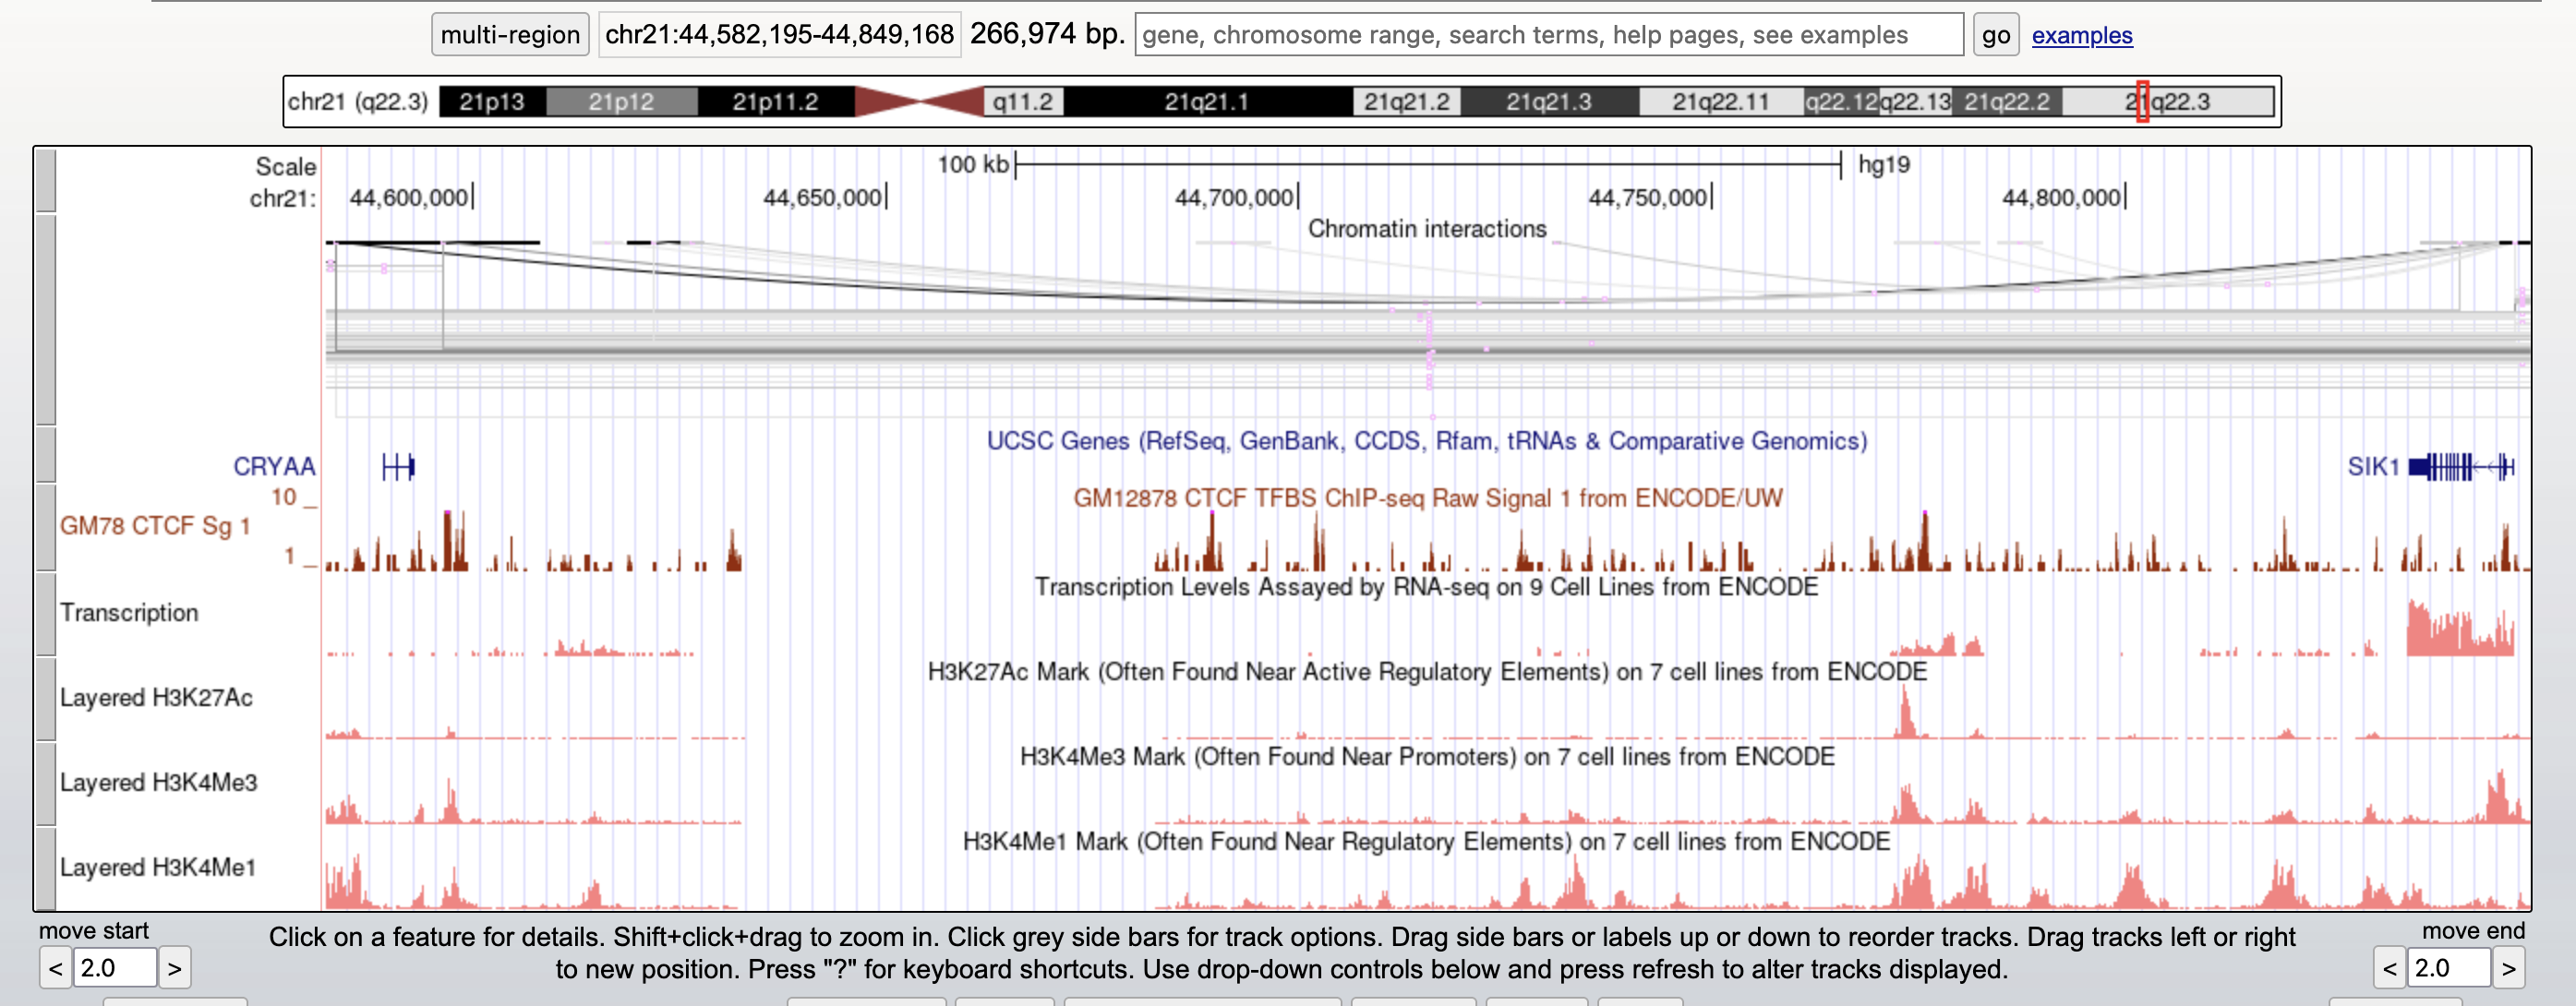 multi-region chr21:44,582,195-44,849,168 266,974 bp. gene, chromosome range, search terms, help pages, see examples go examples
chr21 (q22.3) 21p13 21p12 21p11.2 q11.2 21q21.1 21q21.2 21q21.3 21q22.11 q22.12 q22.13 21q22.2 21q22.3
Scale 100 kb hg19
chr21: 44,600,000 44,650,000 44,700,000 44,750,000 44,800,000
Chromatin interactions
UCSC Genes (RefSeq, GenBank, CCDS, Rfam, tRNAs & Comparative Genomics)
CRYAA SIK1
10 _ GM12878 CTCF TFBS ChIP-seq Raw Signal 1 from ENCODE/UW
GM78 CTCF Sg 1
1 _
Transcription Levels Assayed by RNA-seq on 9 Cell Lines from ENCODE
Transcription
H3K27Ac Mark (Often Found Near Active Regulatory Elements) on 7 cell lines from ENCODE
Layered H3K27Ac
H3K4Me3 Mark (Often Found Near Promoters) on 7 cell lines from ENCODE
Layered H3K4Me3
H3K4Me1 Mark (Often Found Near Regulatory Elements) on 7 cell lines from ENCODE
Layered H3K4Me1
move start
< 2.0 >
Click on a feature for details. Shift+click+drag to zoom in. Click grey side bars for track options. Drag side bars or labels up or down to reorder tracks. Drag tracks left or right
to new position. Press "?" for keyboard shortcuts. Use drop-down controls below and press refresh to alter tracks displayed.
move end
< 2.0 >